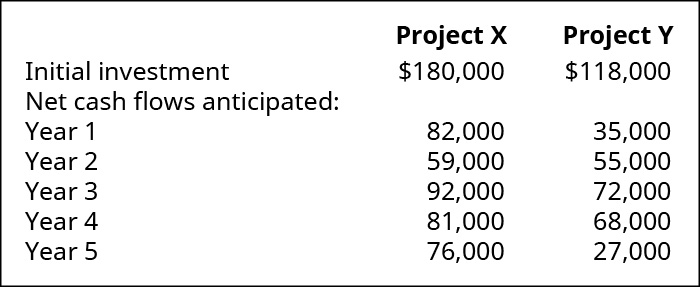 Project X Project Y
Initial investment $180,000 $118,000
Net cash flows anticipated:
Year 1 82,000 35,000
Year 2 59,000 55,000
Year 3 92,000 72,000
Year 4 81,000 68,000
Year 5 76,000 27,000